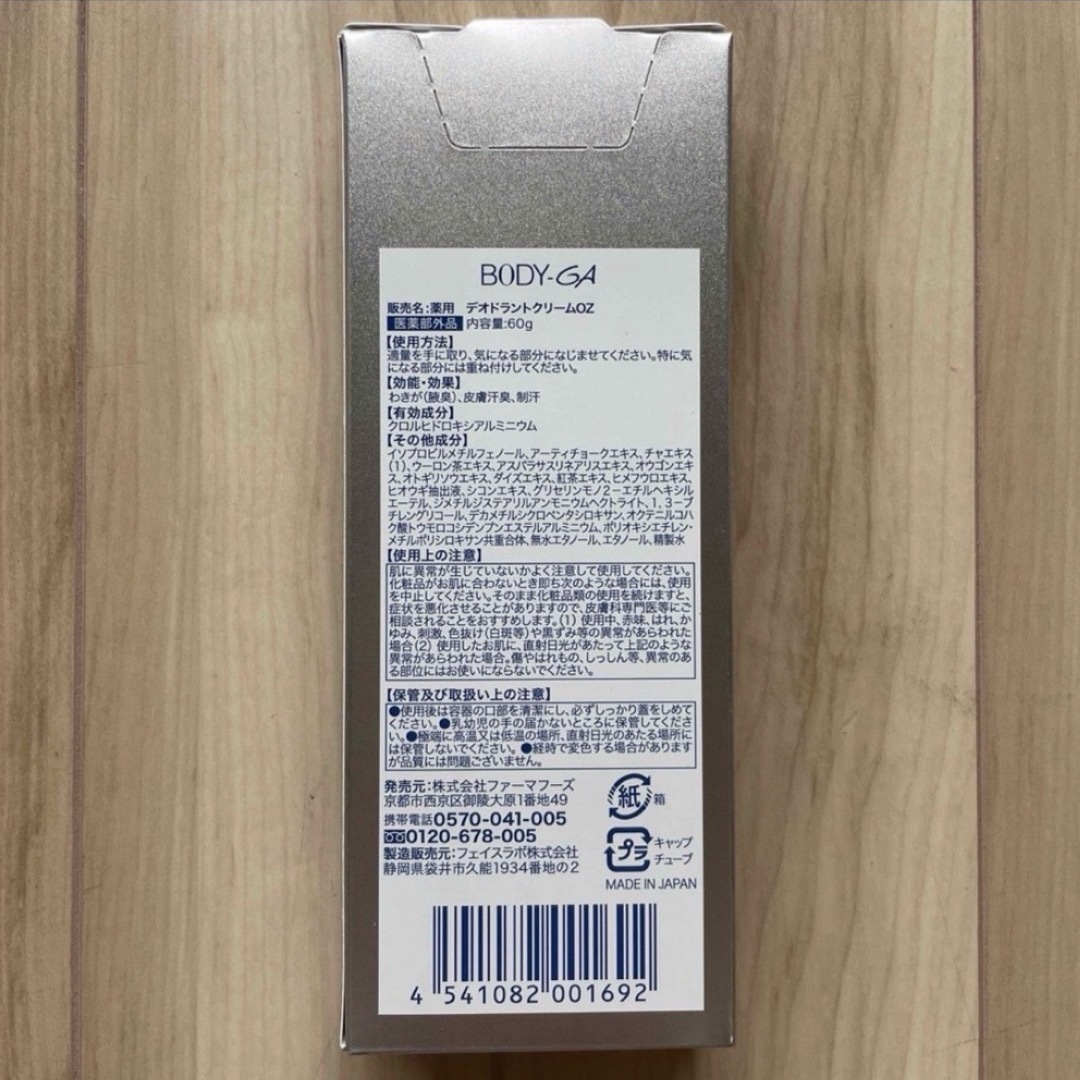 BODY-GA
販売名:薬用 デオドラントクリームOZ
医薬部外品 内容量:60g
【使用方法】
適量を手に取り、気になる部分になじませてください。特に気
になる部分には重ね付けしてください。
【効能・効果】
わきが(腋臭)、皮膚汗臭、制汗
【有効成分】
クロルヒドロキシアルミニウム
【その他成分】
イソプロピルメチルフェノール、アーティチョークエキス、チャエキス
(1)、ウーロン茶エキス、アスパラサスリネアリスエキス、オウゴンエキ
ス、オトギリソウエキス、ダイズエキス、紅茶エキス、ヒメフウロエキス、
ヒオウギ抽出液、シコンエキス、グリセリンモノ2-エチルヘキシル
エーテル、ジメチルジステアリルアンモニウムヘクトライト、1,3-ブ
チレングリコール、デカメチルシクロペンタシロキサン、オクテニルコハ
ク酸トウモロコシデンプンエステルアルミニウム、ポリオキシエチレン・
メチルポリシロキサン共重合体、無水エタノール、エタノール、精製水
【使用上の注意】
肌に異常が生じていないかよく注意して使用してください。
化粧品がお肌に合わないとき即ち次のような場合には、使用
を中止してください。そのまま化粧品類の使用を続けますと、
症状を悪化させることがありますので、皮膚科専門医等にご
相談されることをおすすめします。(1) 使用中、赤味、はれ、か
ゆみ、刺激、色抜け(白斑等)や黒ずみ等の異常があらわれた
場合(2) 使用したお肌に、直射日光があたって上記のような
異常があらわれた場合。傷やはれもの、しっしん等、異常のあ
る部位にはお使いにならないでください。
【保管及び取扱い上の注意】
●使用後は容器の口部を清潔にし、必ずしっかり蓋をしめて
ください。●乳幼児の手の届かないところに保管してくださ
い。●極端に高温又は低温の場所、直射日光のあたる場所に
は保管しないでください。●経時で変色する場合があります
が品質には問題ございません。
発売元:株式会社ファーマフーズ
京都市西京区御陵大原1番地49
携帯電話0570-041-005
0120-678-005
製造販売元:フェイスラボ株式会社
静岡県袋井市久能1934番地の2
紙 箱
プラ キャップ
チューブ
MADE IN JAPAN
4 541082 001692